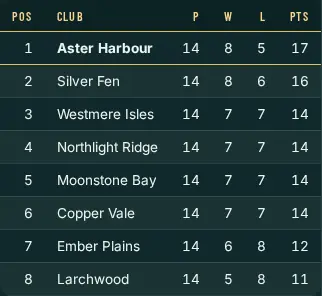 POS CLUB P W L PTS
1 Aster Harbour 14 8 5 17
2 Silver Fen 14 8 6 16
3 Westmere Isles 14 7 7 14
4 Northlight Ridge 14 7 7 14
5 Moonstone Bay 14 7 7 14
6 Copper Vale 14 7 7 14
7 Ember Plains 14 6 8 12
8 Larchwood 14 5 8 11